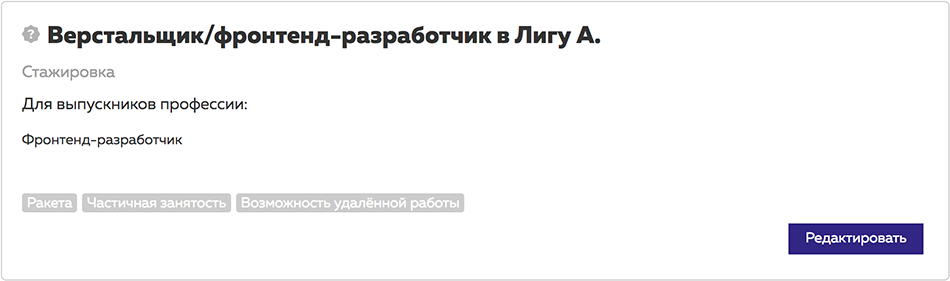 Верстальщик/фронтенд-разработчик в Лигу А.
Стажировка
Для выпускников профессии:
Фронтенд-разработчик
Ракета Частичная занятость Возможность удалённой работы
Редактировать